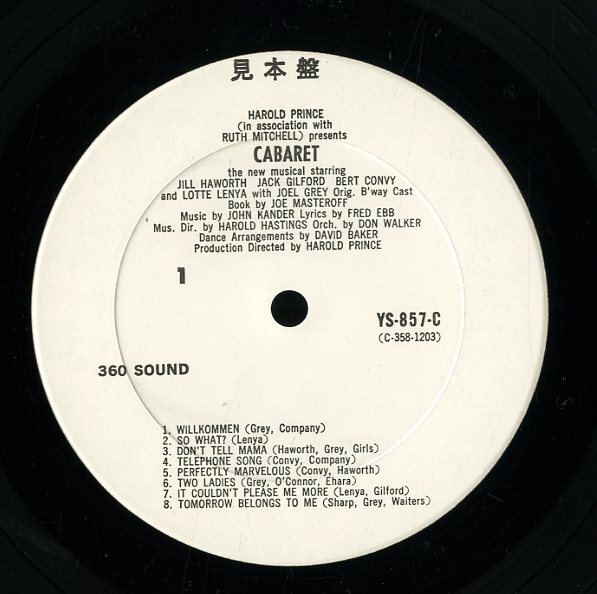 見本盤
HAROLD PRINCE
(in association with
RUTH MITCHELL) presents
CABARET
the new musical starring
JILL HAWORTH JACK GILFORD BERT CONVY
and LOTTE LENYA with JOEL GREY Orig. B'way Cast
Book by JOE MASTEROFF
Music by JOHN KANDER Lyrics by FRED EBB
Mus. Dir. by HAROLD HASTINGS Orch. by DON WALKER
Dance Arrangements by DAVID BAKER
Production Directed by HAROLD PRINCE
1
YS-857-C
(C-358-1203)
360 SOUND
1. WILLKOMMEN (Grey, Company)
2. SO WHAT? (Lenya)
3. DON'T TELL MAMA (Haworth, Grey, Girls)
4. TELEPHONE SONG (Convy, Company)
5. PERFECTLY MARVELOUS (Convy, Haworth)
6. TWO LADIES (Grey, O'Connor, Ehara)
7. IT COULDN'T PLEASE ME MORE (Lenya, Gilford)
8. TOMORROW BELONGS TO ME (Sharp, Grey, Waiters)